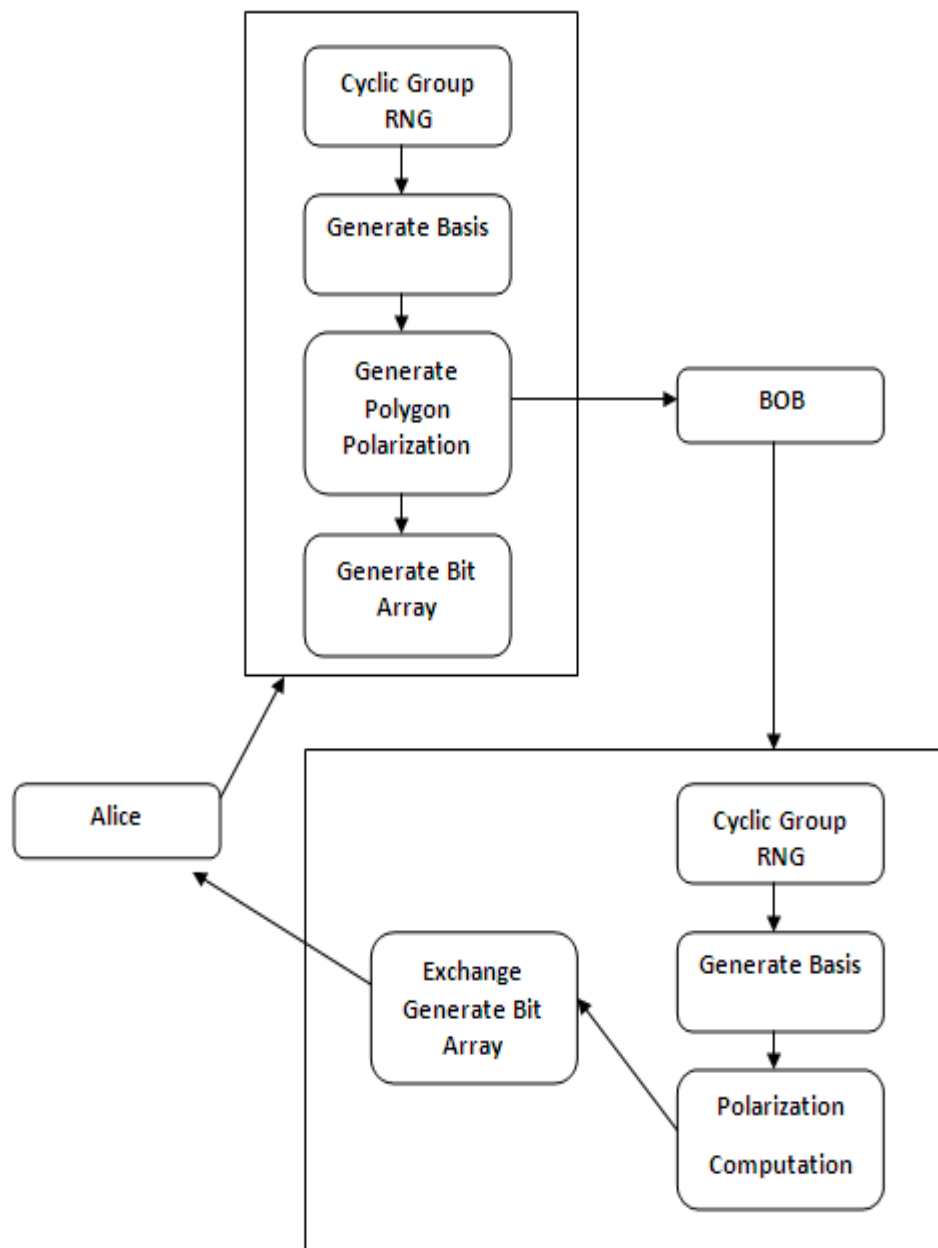 Cyclic Group
RNG
Generate Basis
Generate
Polygon
Polarization
Generate Bit
Array
BOB
Alice
Cyclic Group
RNG
Generate Basis
Polarization
Computation
Exchange
Generate Bit
Array